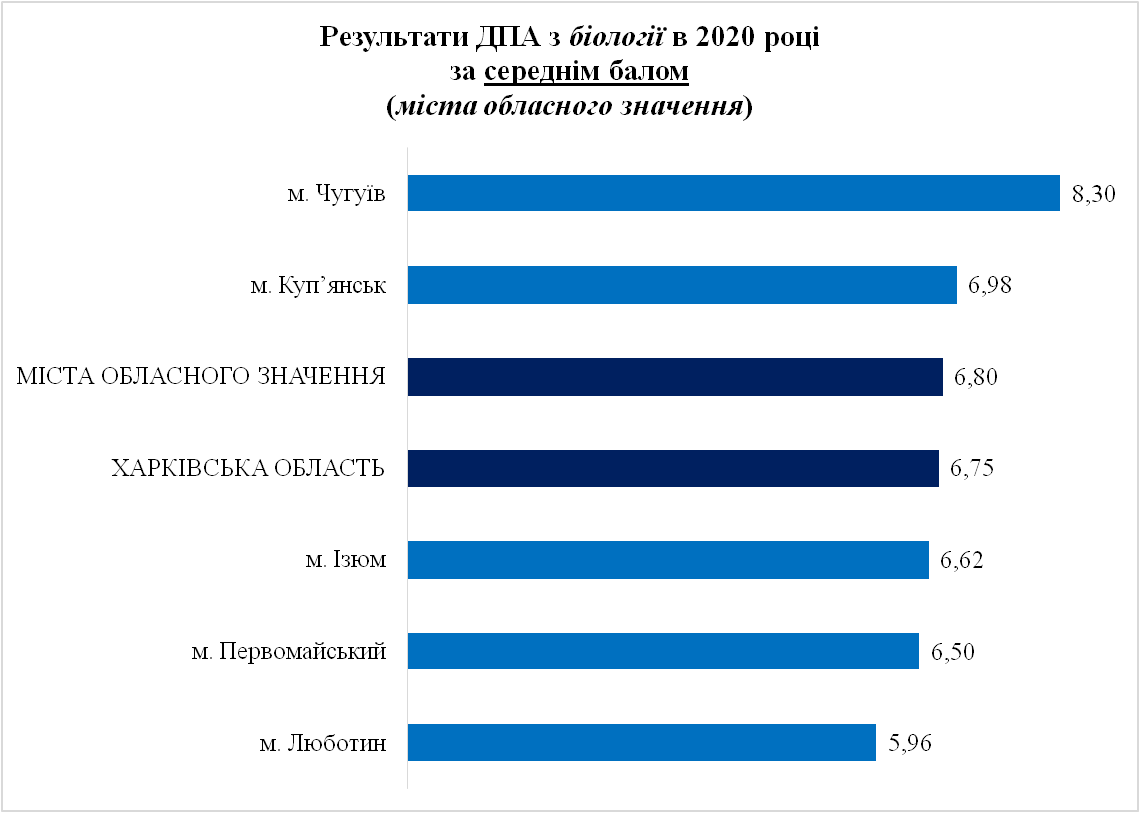 Результати ДПА з біології в 2020 році
за середнім балом
(міста обласного значення)
м. Чугуїв 8,30
м. Куп’янськ 6,98
МІСТА ОБЛАСНОГО ЗНАЧЕННЯ 6,80
ХАРКІВСЬКА ОБЛАСТЬ 6,75
м. Ізюм 6,62
м. Первомайський 6,50
м. Люботин 5,96